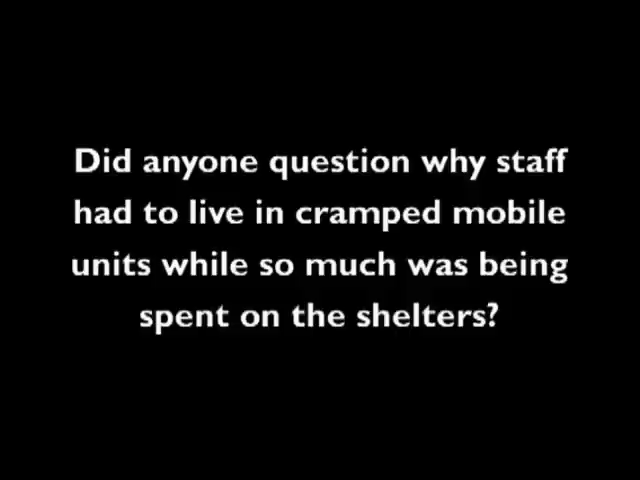 Did anyone question why staff
had to live in cramped mobile
units while so much was being
spent on the shelters?